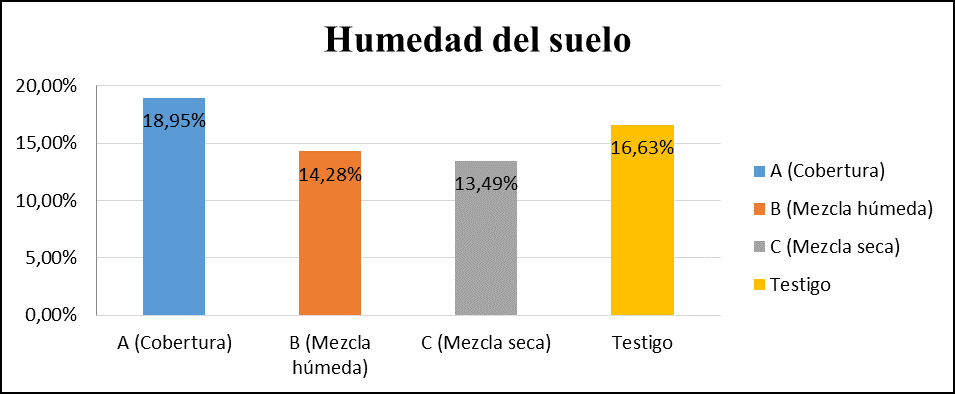 Humedad del suelo
20,00%
15,00%
10,00%
5,00%
0,00%
18,95%
14,28%
13,49%
16,63%
A (Cobertura)
B (Mezcla
húmeda)
C (Mezcla seca)
Testigo
A (Cobertura)
B (Mezcla húmeda)
C (Mezcla seca)
Testigo